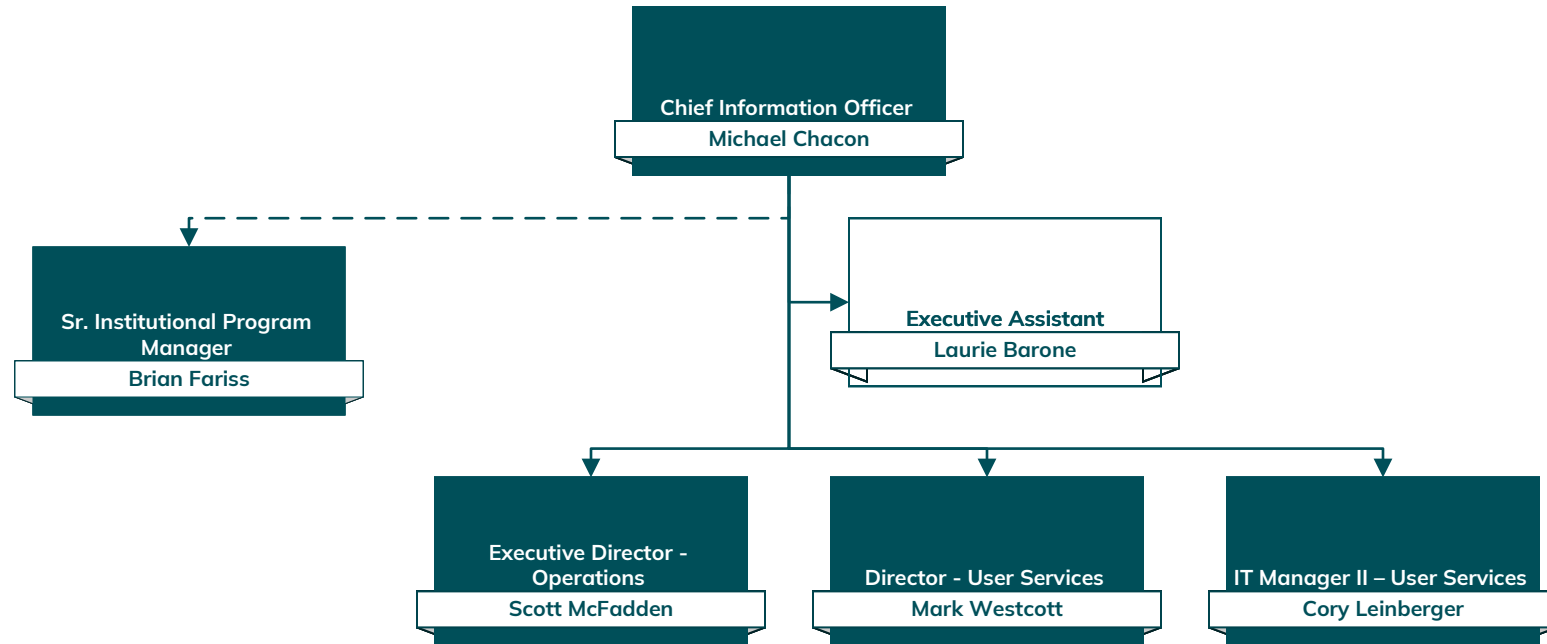 Chief Information Officer
Michael Chacon
Sr. Institutional Program
Manager
Brian Fariss
Executive Assistant
Laurie Barone
Executive Director -
Operations
Scott McFadden
Director - User Services
Mark Westcott
IT Manager II – User Services
Cory Leinberger